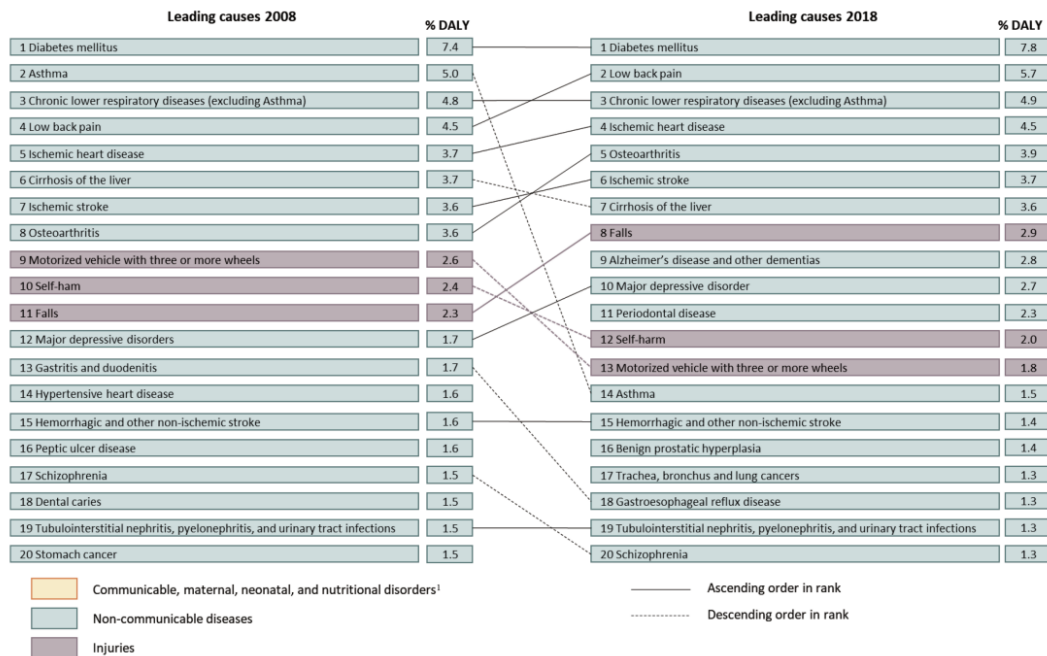 Leading causes 2008
% DALY
1 Diabetes mellitus 7.4
2 Asthma 5.0
3 Chronic lower respiratory diseases (excluding Asthma) 4.8
4 Low back pain 4.5
5 Ischemic heart disease 3.7
6 Cirrhosis of the liver 3.7
7 Ischemic stroke 3.6
8 Osteoarthritis 3.6
9 Motorized vehicle with three or more wheels 2.6
10 Self-ham 2.4
11 Falls 2.3
12 Major depressive disorders 1.7
13 Gastritis and duodenitis 1.7
14 Hypertensive heart disease 1.6
15 Hemorrhagic and other non-ischemic stroke 1.6
16 Peptic ulcer disease 1.6
17 Schizophrenia 1.5
18 Dental caries 1.5
19 Tubulointerstitial nephritis, pyelonephritis, and urinary tract infections 1.5
20 Stomach cancer 1.5
Leading causes 2018
% DALY
1 Diabetes mellitus 7.8
2 Low back pain 5.7
3 Chronic lower respiratory diseases (excluding Asthma) 4.9
4 Ischemic heart disease 4.5
5 Osteoarthritis 3.9
6 Ischemic stroke 3.7
7 Cirrhosis of the liver 3.6
8 Falls 2.9
9 Alzheimer's disease and other dementias 2.8
10 Major depressive disorder 2.7
11 Periodontal disease 2.3
12 Self-harm 2.0
13 Motorized vehicle with three or more wheels 1.8
14 Asthma 1.5
15 Hemorrhagic and other non-ischemic stroke 1.4
16 Benign prostatic hyperplasia 1.4
17 Trachea, bronchus and lung cancers 1.3
18 Gastroesophageal reflux disease 1.3
19 Tubulointerstitial nephritis, pyelonephritis, and urinary tract infections 1.3
20 Schizophrenia 1.3
Communicable, maternal, neonatal, and nutritional disorders¹
Non-communicable diseases
Injuries
Ascending order in rank
Descending order in rank